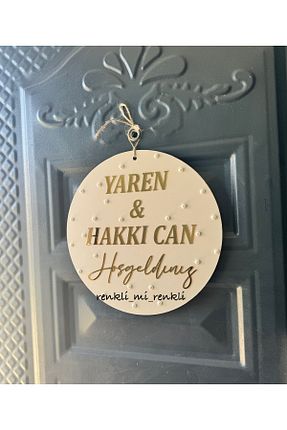 YAREN
&
HAKKI CAN
Hoşgeldiniz
renkli_mi_renkli